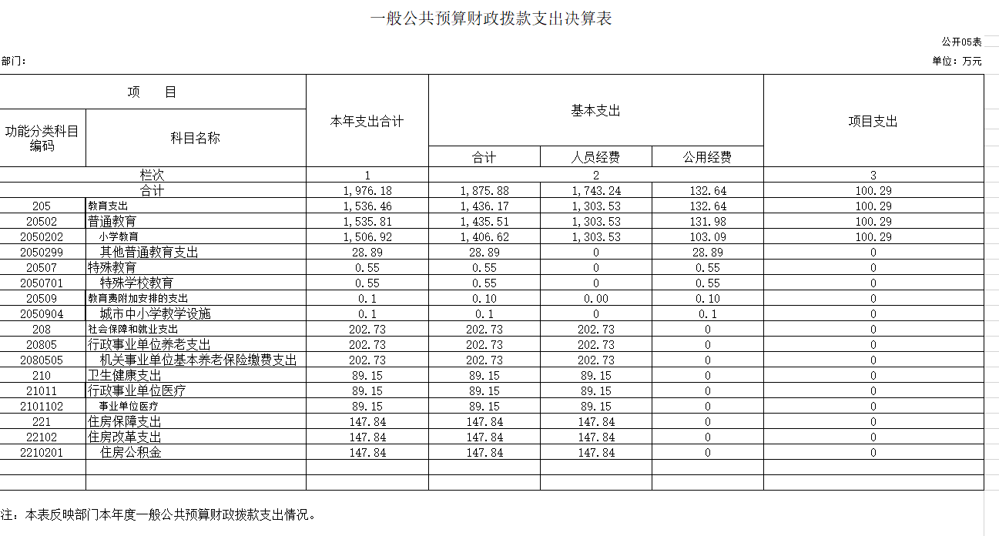 一般公共预算财政拨款支出决算表
公开05表
部门：
单位：万元
项 目
本年支出合计
基本支出
项目支出
功能分类科目编码
科目名称
合计 人员经费 公用经费
栏次 1 2 3
合计 1,976.18 1,875.88 1,743.24 132.64 100.29
205 教育支出 1,536.46 1,436.17 1,303.53 132.64 100.29
20502 普通教育 1,535.81 1,435.51 1,303.53 131.98 100.29
2050202 小学教育 1,506.92 1,406.62 1,303.53 103.09 100.29
2050299 其他普通教育支出 28.89 28.89 0 28.89 0
20507 特殊教育 0.55 0.55 0 0.55 0
2050701 特殊学校教育 0.55 0.55 0 0.55 0
20509 教育费附加安排的支出 0.1 0.10 0.00 0.10 0
2050904 城市中小学教学设施 0.1 0.1 0 0.1 0
208 社会保障和就业支出 202.73 202.73 202.73 0 0
20805 行政事业单位养老支出 202.73 202.73 202.73 0 0
2080505 机关事业单位基本养老保险缴费支出 202.73 202.73 202.73 0 0
210 卫生健康支出 89.15 89.15 89.15 0 0
21011 行政事业单位医疗 89.15 89.15 89.15 0 0
2101102 事业单位医疗 89.15 89.15 89.15 0 0
221 住房保障支出 147.84 147.84 147.84 0 0
22102 住房改革支出 147.84 147.84 147.84 0 0
2210201 住房公积金 147.84 147.84 147.84 0 0
注：本表反映部门本年度一般公共预算财政拨款支出情况。